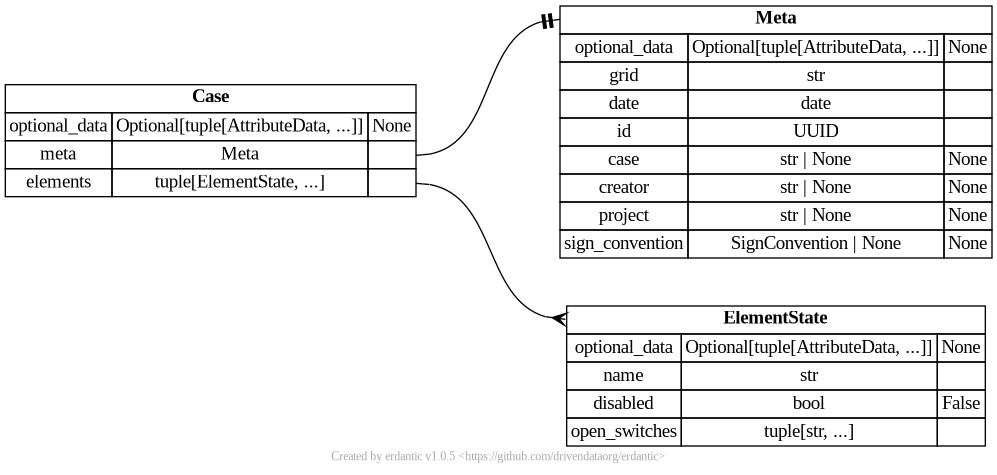 Case
optional_data Optional[tuple[AttributeData, ...]] None
meta Meta
elements tuple[ElementState, ...]
Meta
optional_data Optional[tuple[AttributeData, ...]] None
grid str
date date
id UUID
case str | None None
creator str | None None
project str | None None
sign_convention SignConvention | None None
ElementState
optional_data Optional[tuple[AttributeData, ...]] None
name str
disabled bool False
open_switches tuple[str, ...]
Created by erdantic v1.0.5 <https://github.com/drivendataorg/erdantic>